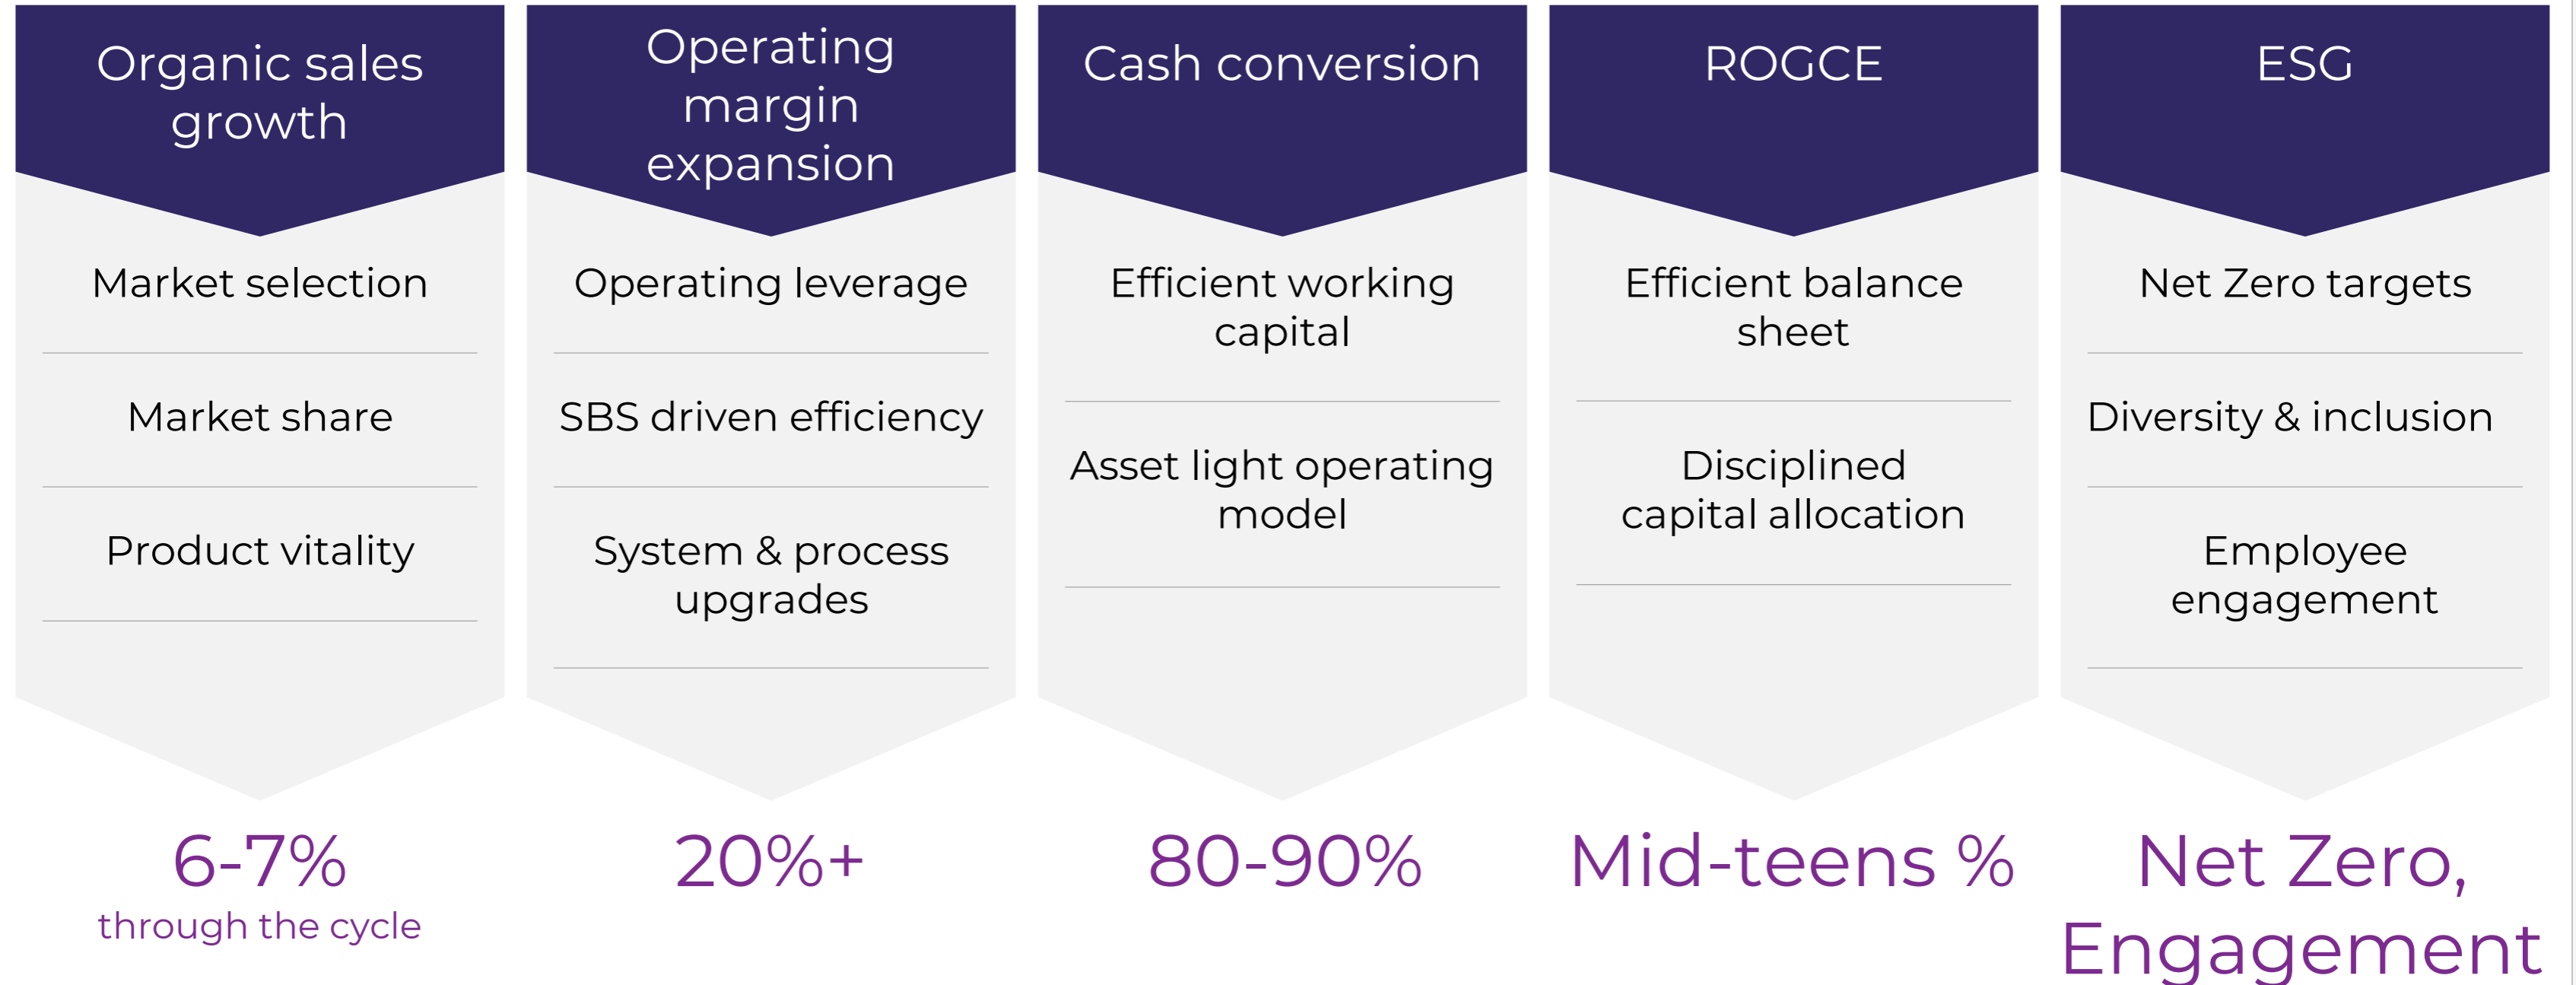 Organic sales
growth
Market selection
Market share
Product vitality
6-7%
through the cycle
Operating
margin
expansion
Operating leverage
SBS driven efficiency
System & process
upgrades
20%+
Cash conversion
Efficient working
capital
Asset light operating
model
80-90%
ROGCE
Efficient balance
sheet
Disciplined
capital allocation
Mid-teens %
ESG
Net Zero targets
Diversity & inclusion
Employee
engagement
Net Zero,
Engagement